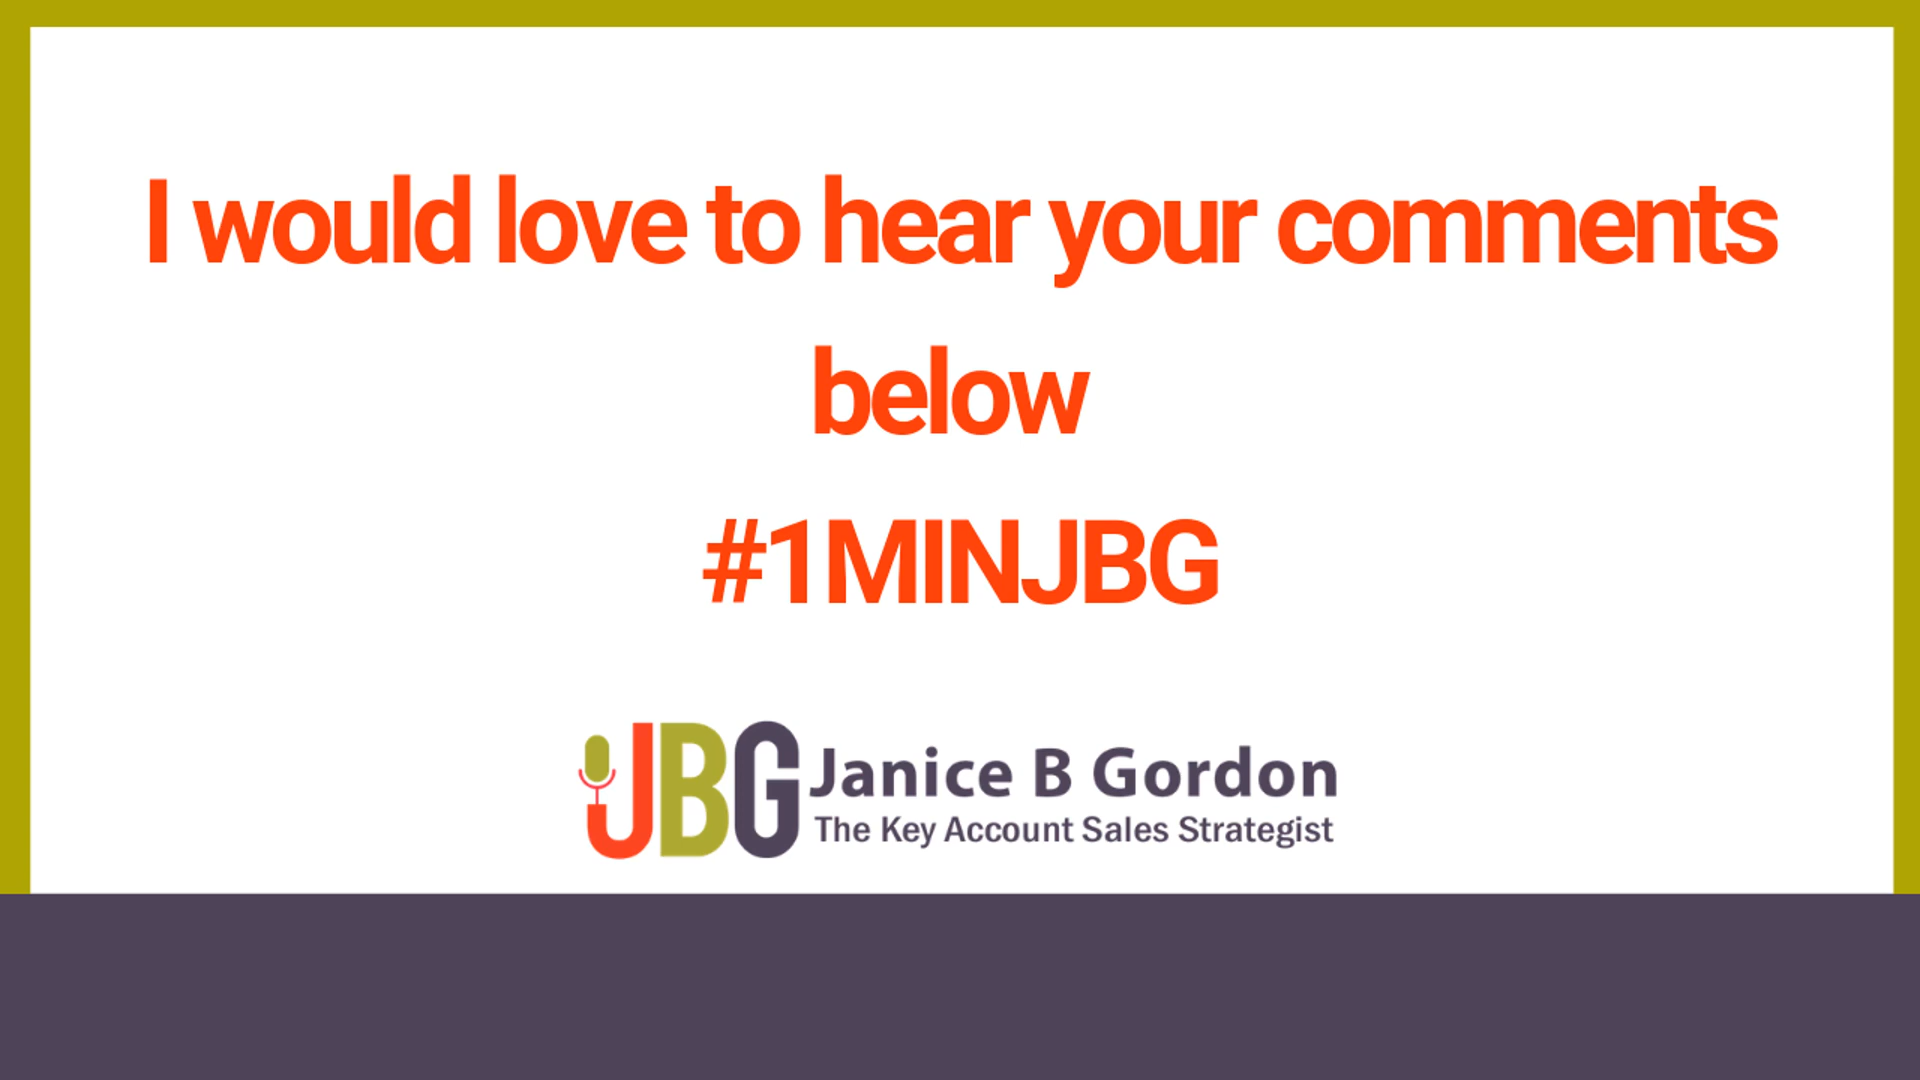 I would love to hear your comments
below
#1MINJBG
JBG Janice B Gordon
The Key Account Sales Strategist